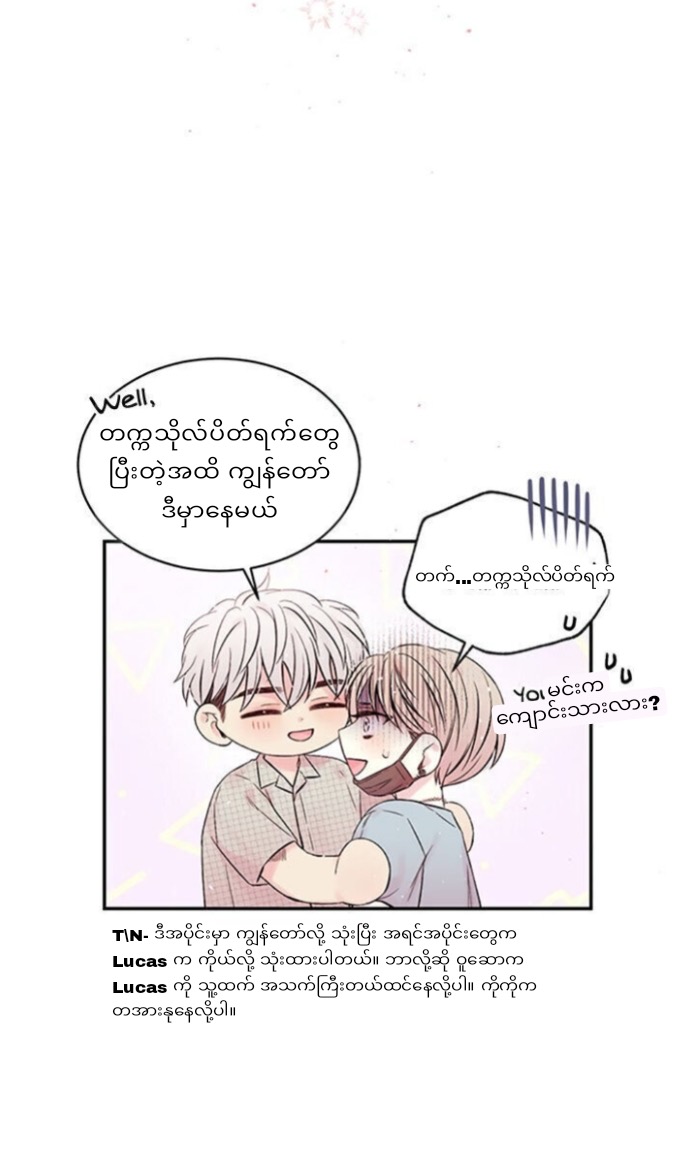 Well,
တက္ကသိုလ်ပိတ်ရက်တွေ
ပြီးတဲ့အထိ ကျွန်တော်
ဒီမှာနေမယ်
တက်...တက္ကသိုလ်ပိတ်ရက်
You မင်းက
ကျောင်းသားလား?
T\N- ဒီအပိုင်းမှာ ကျွန်တော်လို့ သုံးပြီး အရင်အပိုင်းတွေက
Lucas က ကိုယ်လို့ သုံးထားပါတယ်။ ဘာလို့ဆို ဝူဆောက
Lucas ကို သူ့ထက် အသက်ကြီးတယ်ထင်နေလို့ပါ။ ကိုကိုက
တအားနုနေလို့ပါ။